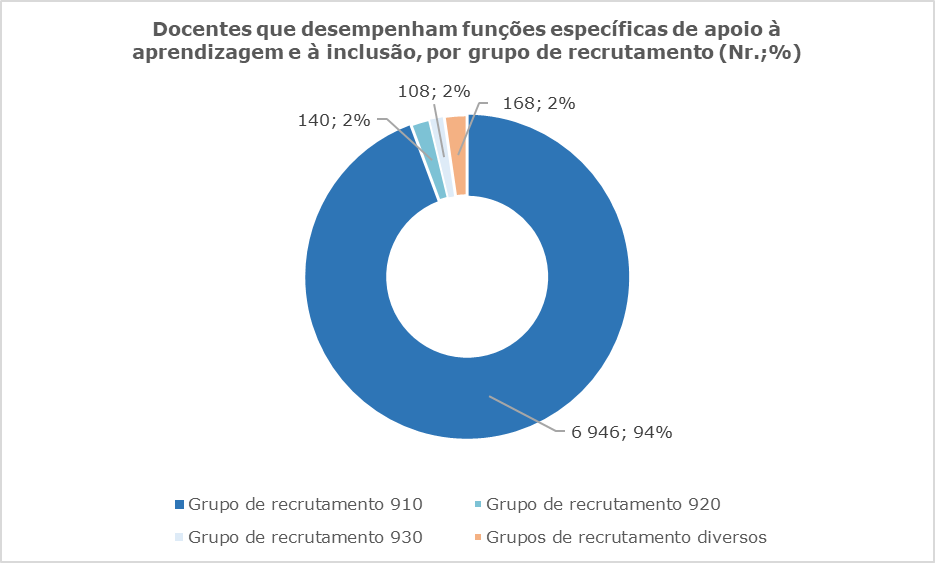 Docentes que desempenham funções específicas de apoio à
aprendizagem e à inclusão, por grupo de recrutamento (Nr.;%)
108; 2%
168; 2%
140; 2%
6 946; 94%
Grupo de recrutamento 910
Grupo de recrutamento 920
Grupo de recrutamento 930
Grupos de recrutamento diversos